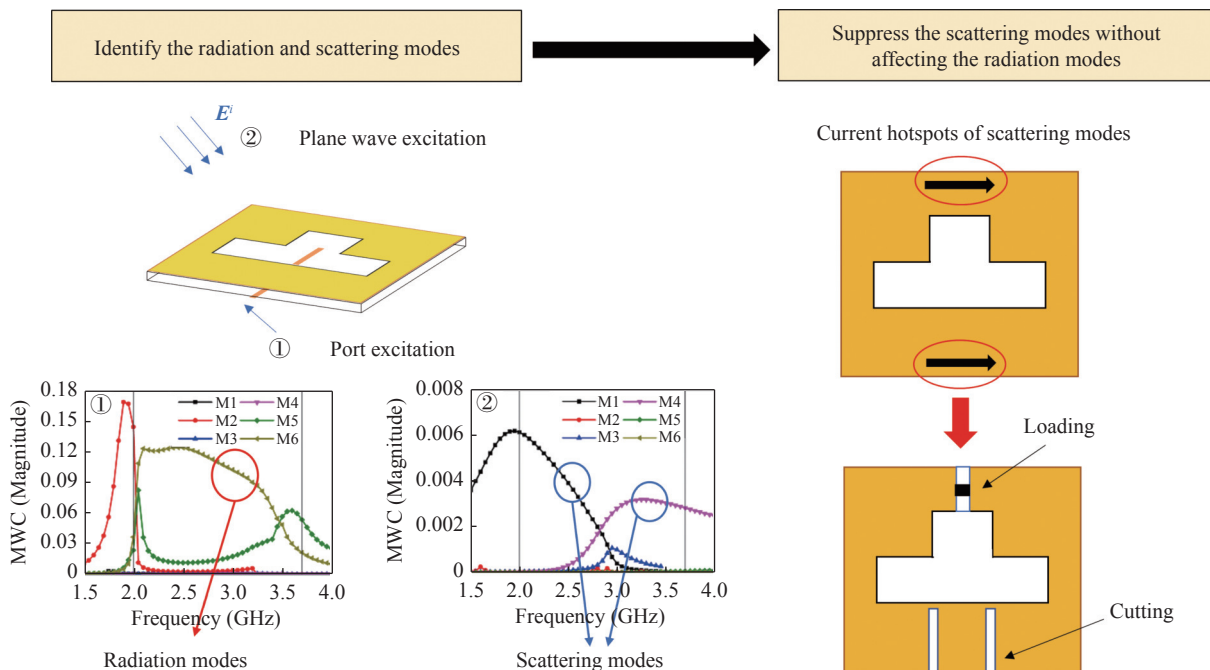 Identify the radiation and scattering modes
Suppress the scattering modes without
affecting the radiation modes
E^i
② Plane wave excitation
① Port excitation
Current hotspots of scattering modes
Loading
Cutting
①
M1 M4
M2 M5
M3 M6
MWC (Magnitude)
0.18
0.15
0.12
0.09
0.06
0.03
0
1.5 2.0 2.5 3.0 3.5 4.0
Frequency (GHz)
Radiation modes
②
M1 M4
M2 M5
M3 M6
MWC (Magnitude)
0.008
0.006
0.004
0.002
0
1.5 2.0 2.5 3.0 3.5 4.0
Frequency (GHz)
Scattering modes